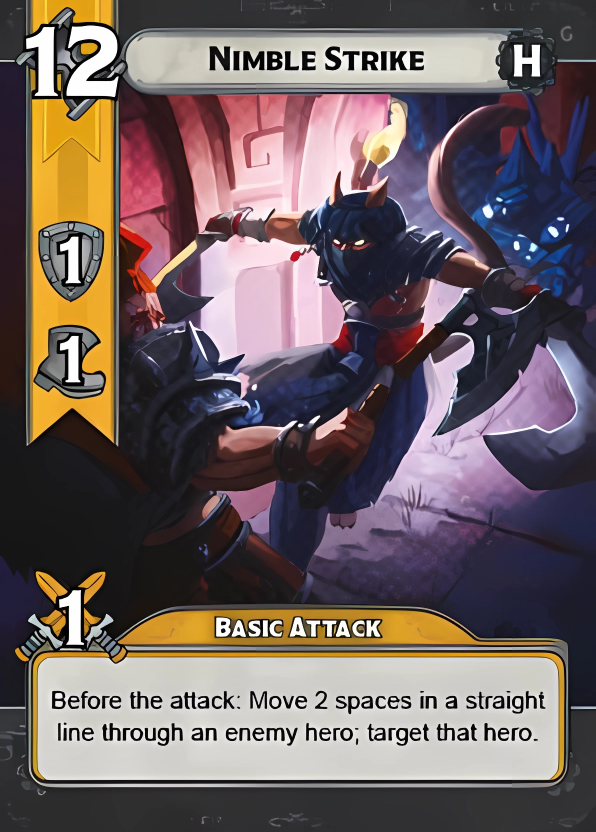 12
NIMBLE STRIKE
H
1
1
1
BASIC ATTACK
Before the attack: Move 2 spaces in a straight
line through an enemy hero; target that hero.